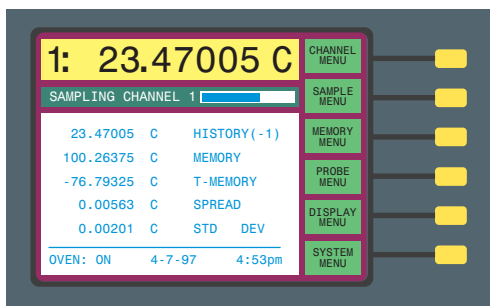 1: 23.47005 C
SAMPLING CHANNEL 1
23.47005 C HISTORY(-1)
100.26375 C MEMORY
-76.79325 C T-MEMORY
0.00563 C SPREAD
0.00201 C STD DEV
OVEN: ON 4-7-97 4:53pm
CHANNEL
MENU
SAMPLE
MENU
MEMORY
MENU
PROBE
MENU
DISPLAY
MENU
SYSTEM
MENU